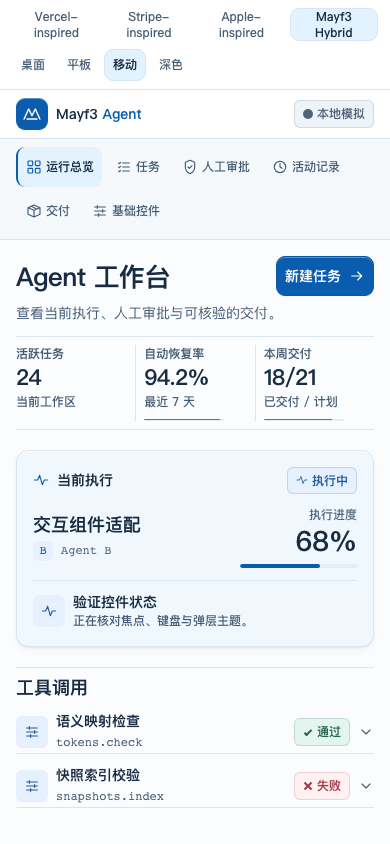 Vercel-
inspired
Stripe-
inspired
Apple-
inspired
Mayf3
Hybrid
桌面
平板
移动
深色
Mayf3 Agent
本地模拟
运行总览
任务
人工审批
活动记录
交付
基础控件
Agent 工作台
新建任务
查看当前执行、人工审批与可核验的交付。
活跃任务
24
当前工作区
自动恢复率
94.2%
最近 7 天
本周交付
18/21
已交付 / 计划
当前执行
执行中
交互组件适配
B Agent B
执行进度
68%
验证控件状态
正在核对焦点、键盘与弹层主题。
工具调用
语义映射检查
tokens.check
通过
快照索引校验
snapshots.index
失败